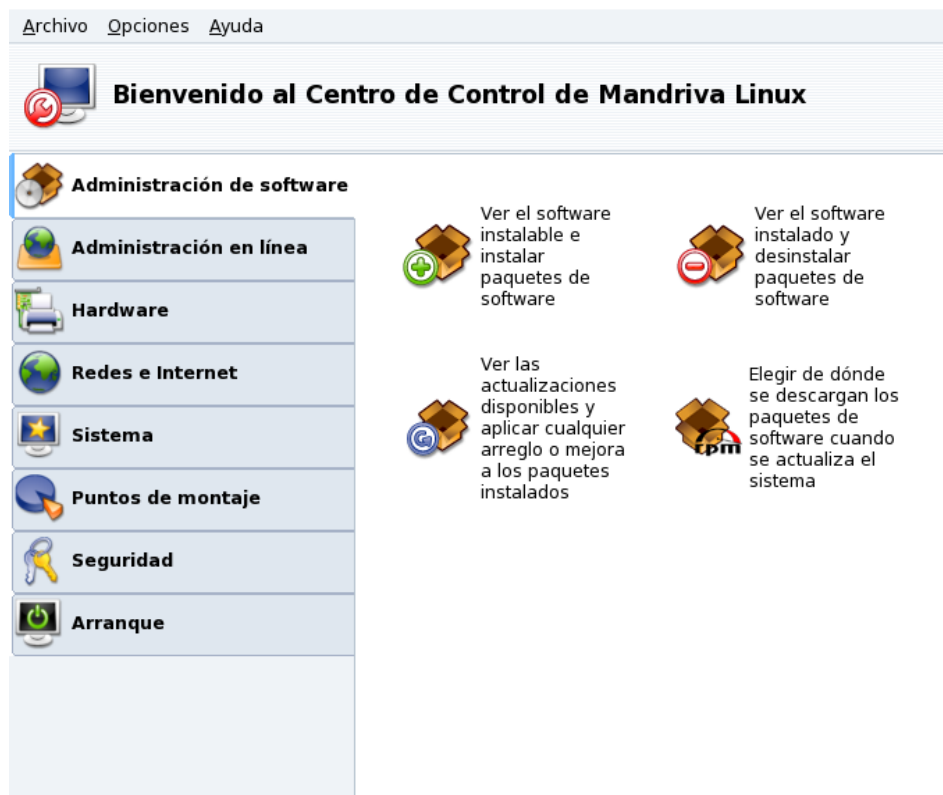 Archivo Opciones Ayuda
Bienvenido al Centro de Control de Mandriva Linux
Administración de software
Administración en línea
Hardware
Redes e Internet
Sistema
Puntos de montaje
Seguridad
Arranque
Ver el software
instalable e
instalar
paquetes de
software
Ver el software
instalado y
desinstalar
paquetes de
software
Ver las
actualizaciones
disponibles y
aplicar cualquier
arreglo o mejora
a los paquetes
instalados
rpm
Elegir de dónde
se descargan los
paquetes de
software cuando
se actualiza el
sistema